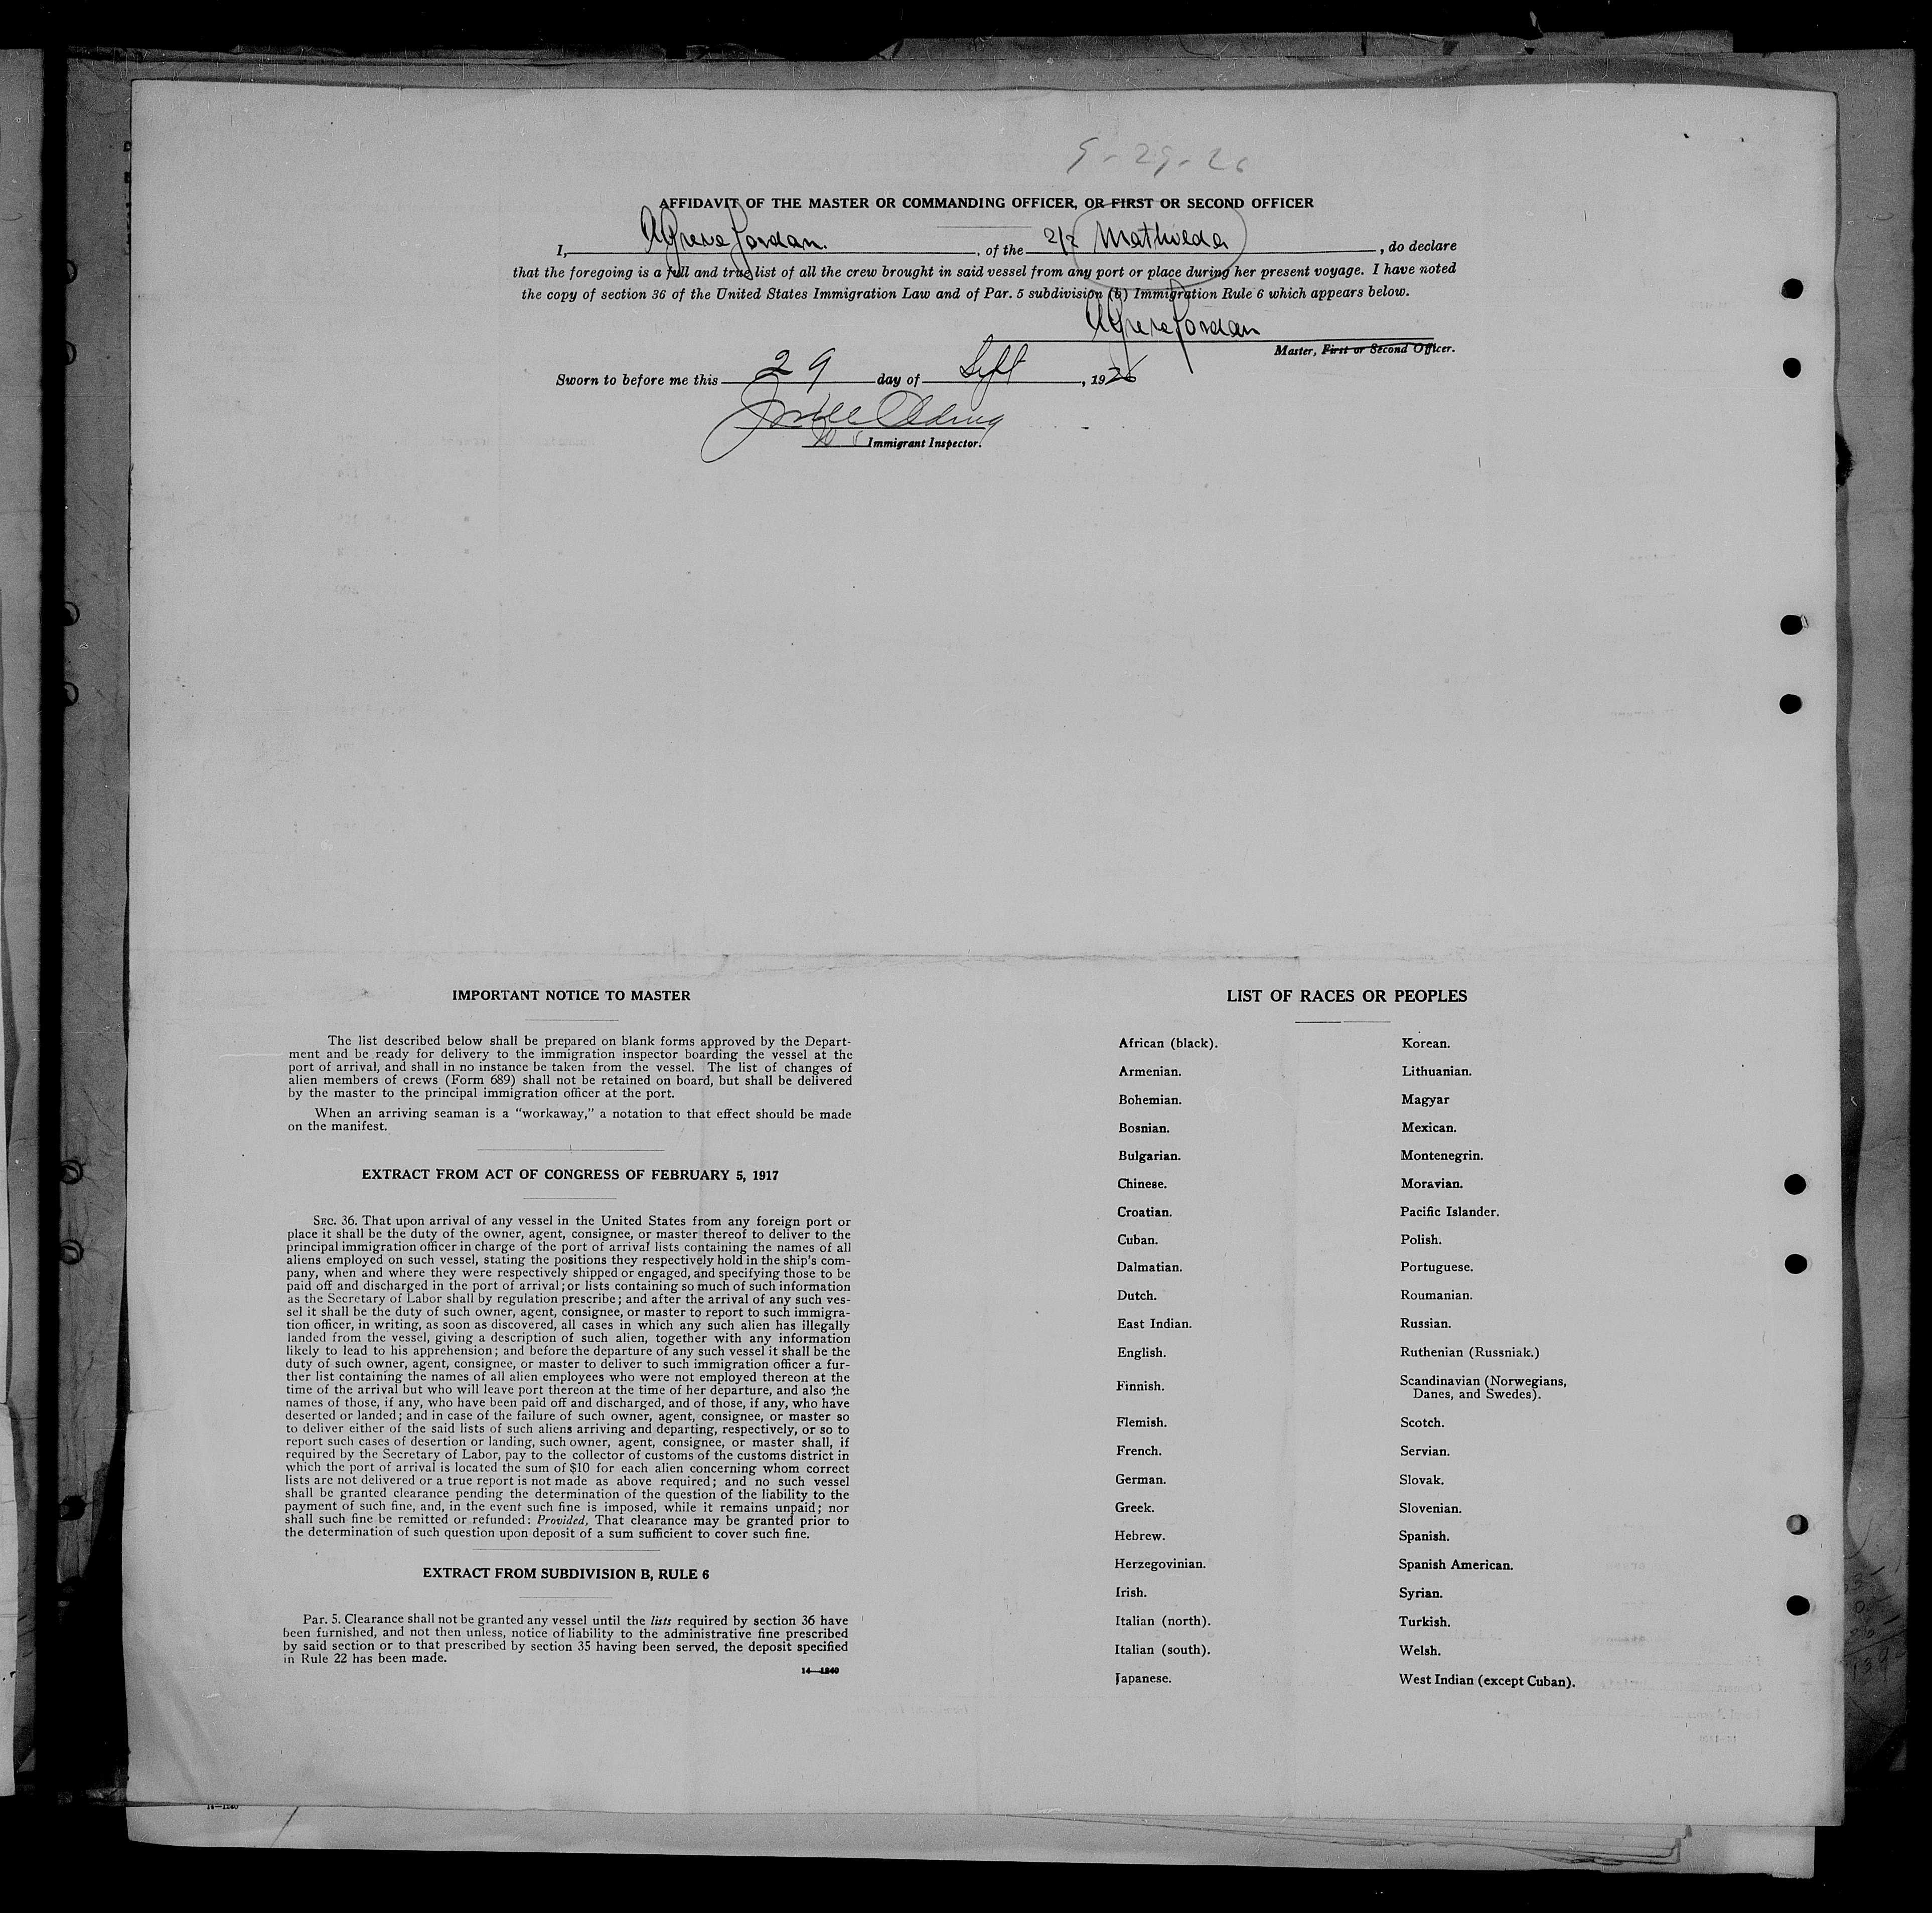 9-29-26
AFFIDAVIT OF THE MASTER OR COMMANDING OFFICER, OR FIRST OR SECOND OFFICER
I, Jordan. , of the Mathilda , do declare
that the foregoing is a full and true list of all the crew brought in said vessel from any port or place during her present voyage. I have noted
the copy of section 36 of the United States Immigration Law and of Par. 5 subdivision (b) Immigration Rule 6 which appears below.
Jordan
Master, First or Second Officer.
Sworn to before me this 29 day of Sept , 1926
Immigrant Inspector.
IMPORTANT NOTICE TO MASTER
The list described below shall be prepared on blank forms approved by the Depart-
ment and be ready for delivery to the immigration inspector boarding the vessel at the
port of arrival, and shall in no instance be taken from the vessel. The list of changes of
alien members of crews (Form 689) shall not be retained on board, but shall be delivered
by the master to the principal immigration officer at the port.
When an arriving seaman is a "workaway," a notation to that effect should be made
on the manifest.
EXTRACT FROM ACT OF CONGRESS OF FEBRUARY 5, 1917
SEC. 36. That upon arrival of any vessel in the United States from any foreign port or
place it shall be the duty of the owner, agent, consignee, or master thereof to deliver to the
principal immigration officer in charge of the port of arrival lists containing the names of all
aliens employed on such vessel, stating the positions they respectively hold in the ship's com-
pany, when and where they were respectively shipped or engaged, and specifying those to be
paid off and discharged in the port of arrival; or lists containing so much of such information
as the Secretary of Labor shall by regulation prescribe; and after the arrival of any such ves-
sel it shall be the duty of such owner, agent, consignee, or master to report to such immigra-
tion officer, in writing, as soon as discovered, all cases in which any such alien has illegally
landed from the vessel, giving a description of such alien, together with any information
likely to lead to his apprehension; and before the departure of any such vessel it shall be the
duty of such owner, agent, consignee, or master to deliver to such immigration officer a fur-
ther list containing the names of all alien employees who were not employed thereon at the
time of the arrival but who will leave port thereon at the time of her departure, and also the
names of those, if any, who have been paid off and discharged, and of those, if any, who have
deserted or landed; and in case of the failure of such owner, agent, consignee, or master so
to deliver either of the said lists of such aliens arriving and departing, respectively, or so to
report such cases of desertion or landing, such owner, agent, consignee, or master shall, if
required by the Secretary of Labor, pay to the collector of customs of the customs district in
which the port of arrival is located the sum of $10 for each alien concerning whom correct
lists are not delivered or a true report is not made as above required; and no such vessel
shall be granted clearance pending the determination of the question of the liability to the
payment of such fine, and, in the event such fine is imposed, while it remains unpaid; nor
shall such fine be remitted or refunded: Provided, That clearance may be granted prior to
the determination of such question upon deposit of a sum sufficient to cover such fine.
EXTRACT FROM SUBDIVISION B, RULE 6
Par. 5. Clearance shall not be granted any vessel until the lists required by section 36 have
been furnished, and not then unless, notice of liability to the administrative fine prescribed
by said section or to that prescribed by section 35 having been served, the deposit specified
in Rule 22 has been made.
14—1240
LIST OF RACES OR PEOPLES
African (black).
Armenian.
Bohemian.
Bosnian.
Bulgarian.
Chinese.
Croatian.
Cuban.
Dalmatian.
Dutch.
East Indian.
English.
Finnish.
Flemish.
French.
German.
Greek.
Hebrew.
Herzegovinian.
Irish.
Italian (north).
Italian (south).
Japanese.
Korean.
Lithuanian.
Magyar
Mexican.
Montenegrin.
Moravian.
Pacific Islander.
Polish.
Portuguese.
Roumanian.
Russian.
Ruthenian (Russniak.)
Scandinavian (Norwegians,
Danes, and Swedes).
Scotch.
Servian.
Slovak.
Slovenian.
Spanish.
Spanish American.
Syrian.
Turkish.
Welsh.
West Indian (except Cuban).
14—1240